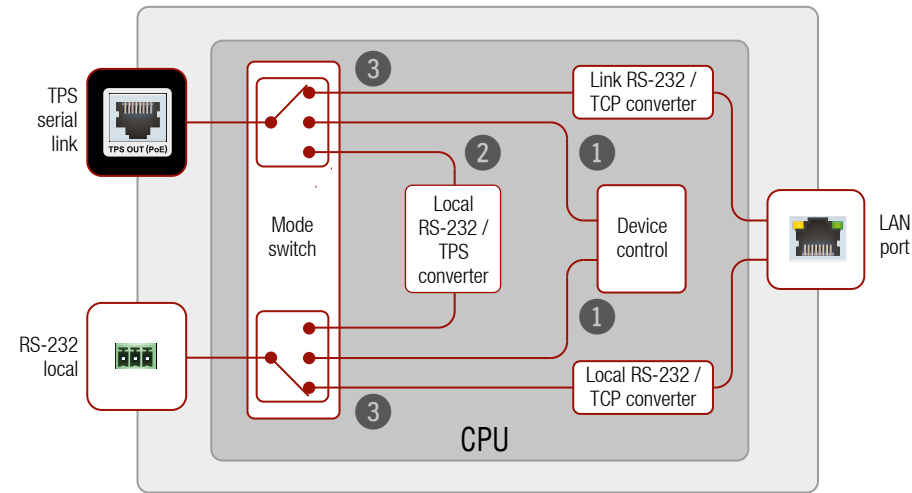 3
Link RS-232 /
TCP converter
TPS
serial
link
TPS OUT (PoE)
2
1
Local
RS-232 /
TPS
converter
Mode
switch
Device
control
LAN
port
1
RS-232
local
Local RS-232 /
TCP converter
3
CPU